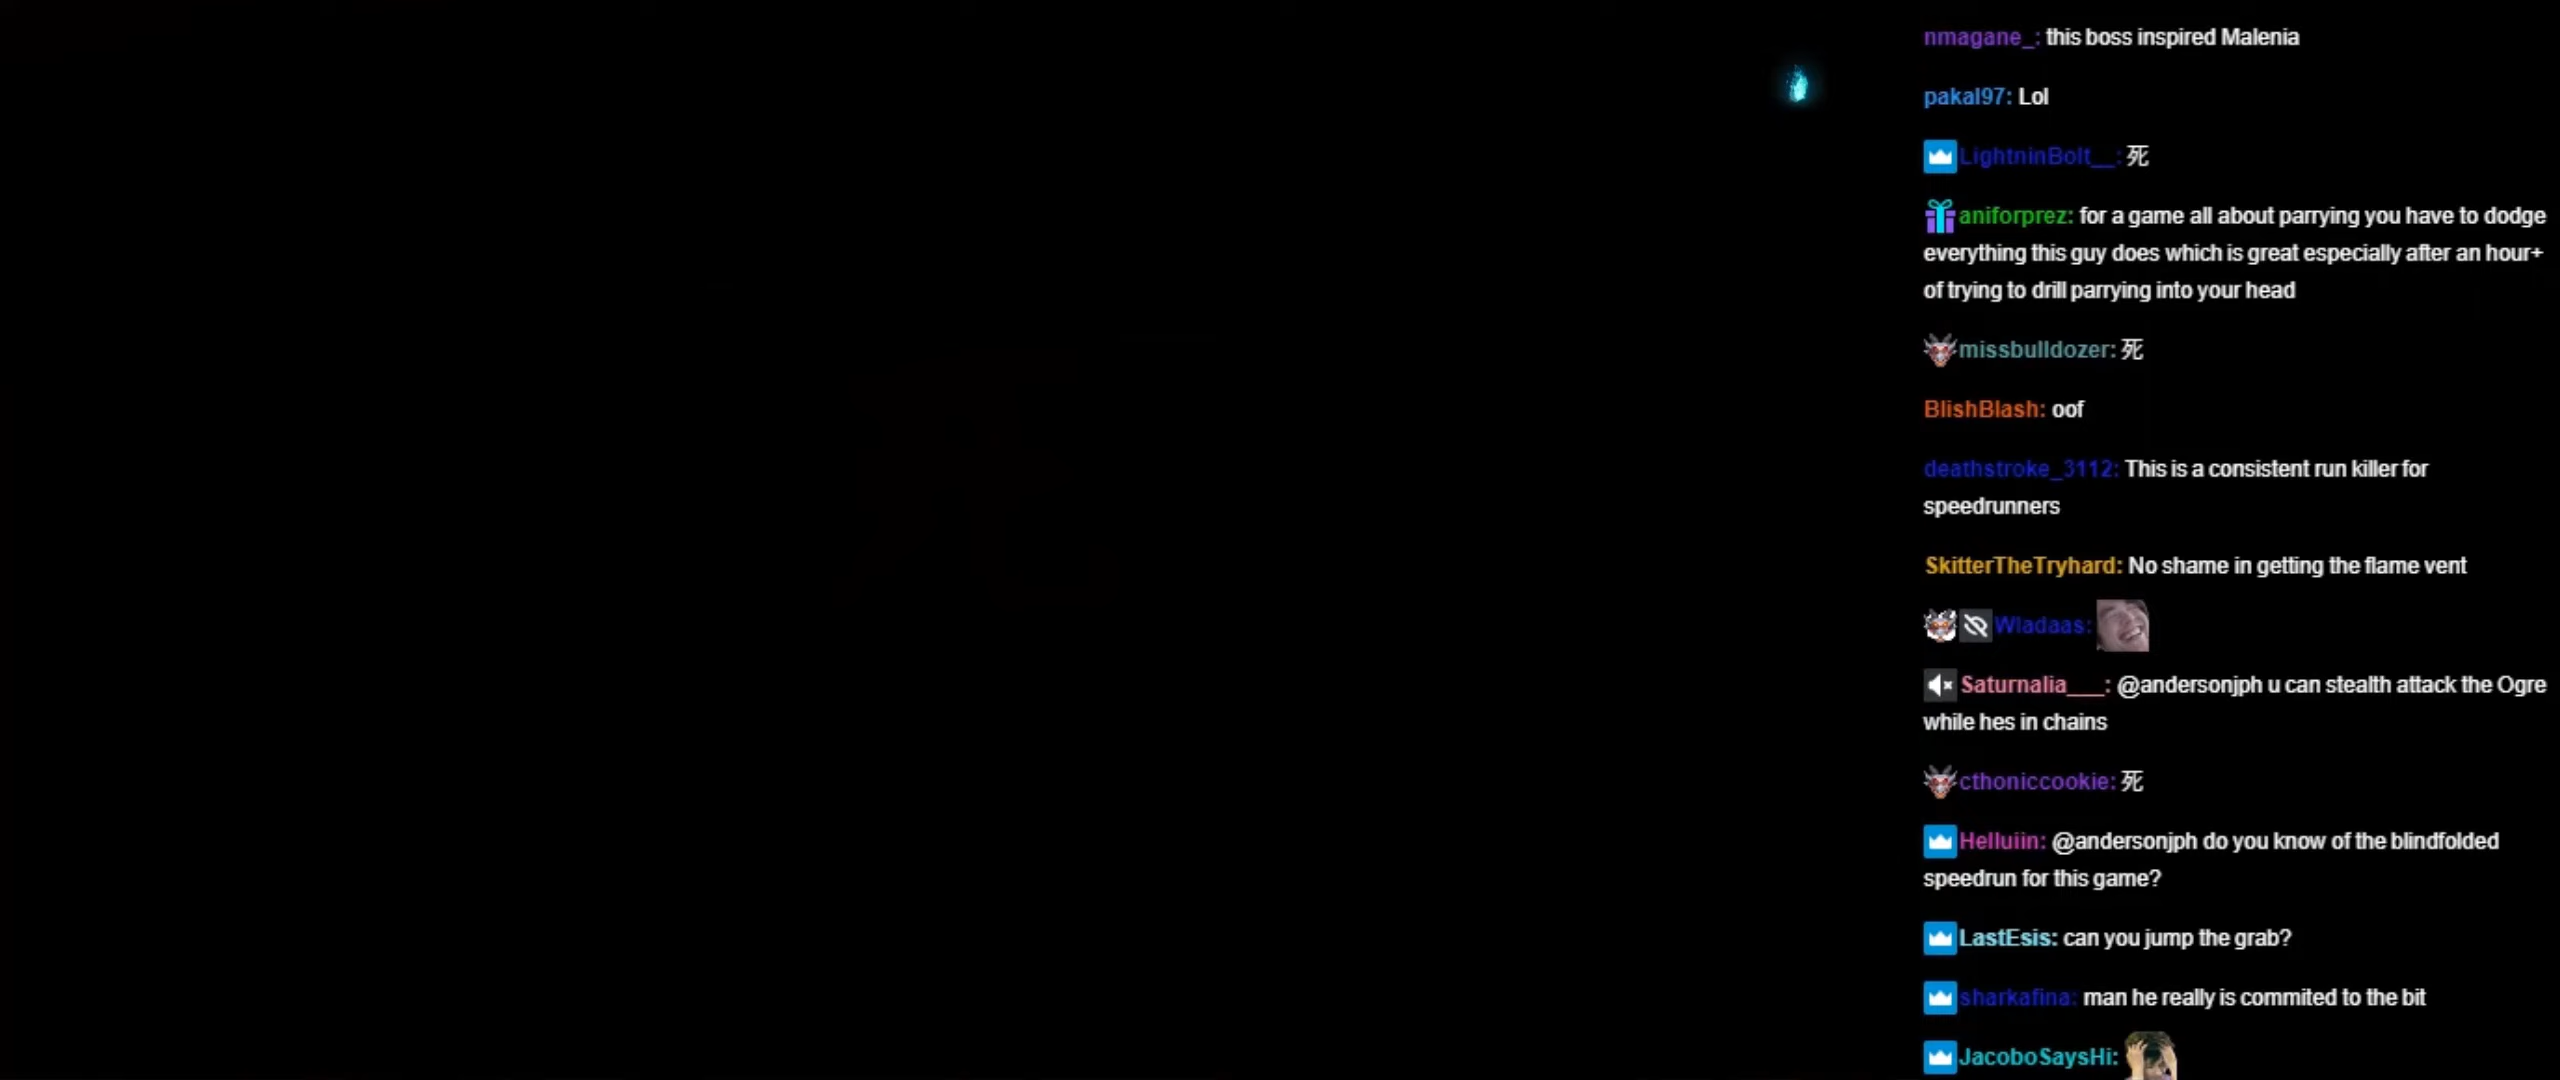 nmagane_: this boss inspired Malenia
pakal97: Lol
LightninBolt__: 死
aniforprez: for a game all about parrying you have to dodge
everything this guy does which is great especially after an hour+
of trying to drill parrying into your head
死
missbulldozer: 死
BlishBlash: oof
deathstroke_3112: This is a consistent run killer for
speedrunners
SkitterTheTryhard: No shame in getting the flame vent
Wladaas:
Saturnalia___: @andersonjph u can stealth attack the Ogre
while hes in chains
cthoniccookie: 死
Helluiin: @andersonjph do you know of the blindfolded
speedrun for this game?
LastEsis: can you jump the grab?
sharkafina: man he really is commited to the bit
JacoboSaysHi: